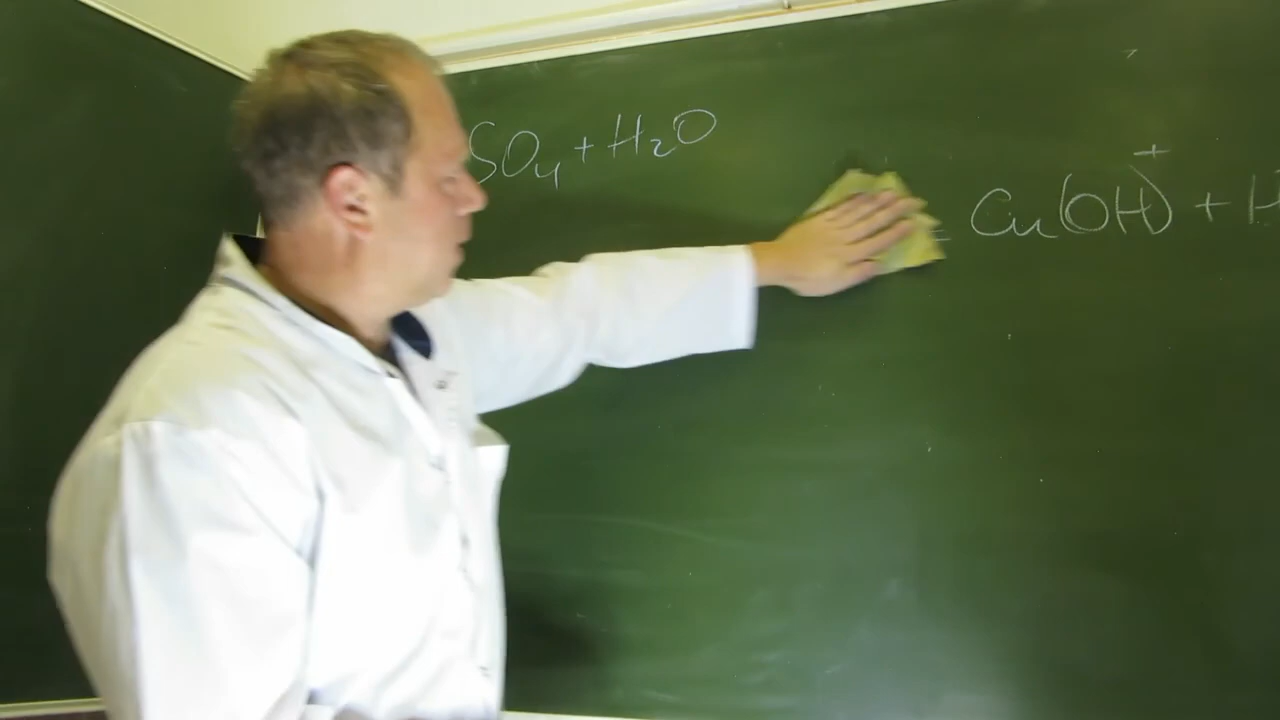 SO₄ + H₂O
= Cu(OH)⁺ + H